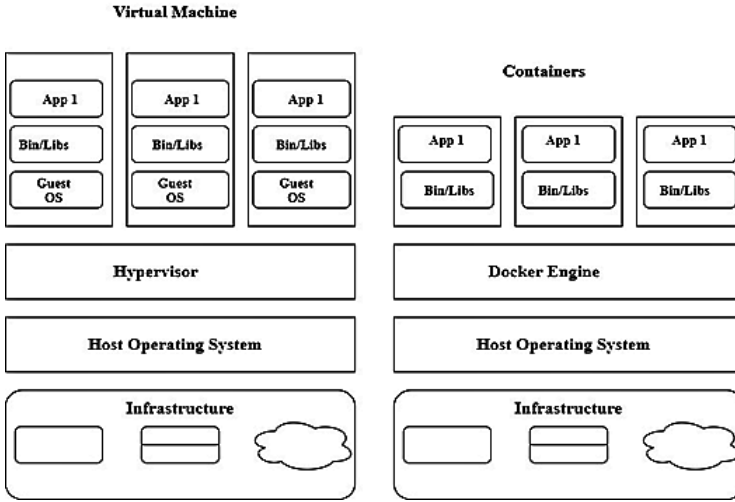 Virtual Machine
App 1
Bin/Libs
Guest
OS
App 1
Bin/Libs
Guest
OS
App 1
Bin/Libs
Guest
OS
Hypervisor
Host Operating System
Infrastructure
Containers
App 1
Bin/Libs
App 1
Bin/Libs
App 1
Bin/Libs
Docker Engine
Host Operating System
Infrastructure